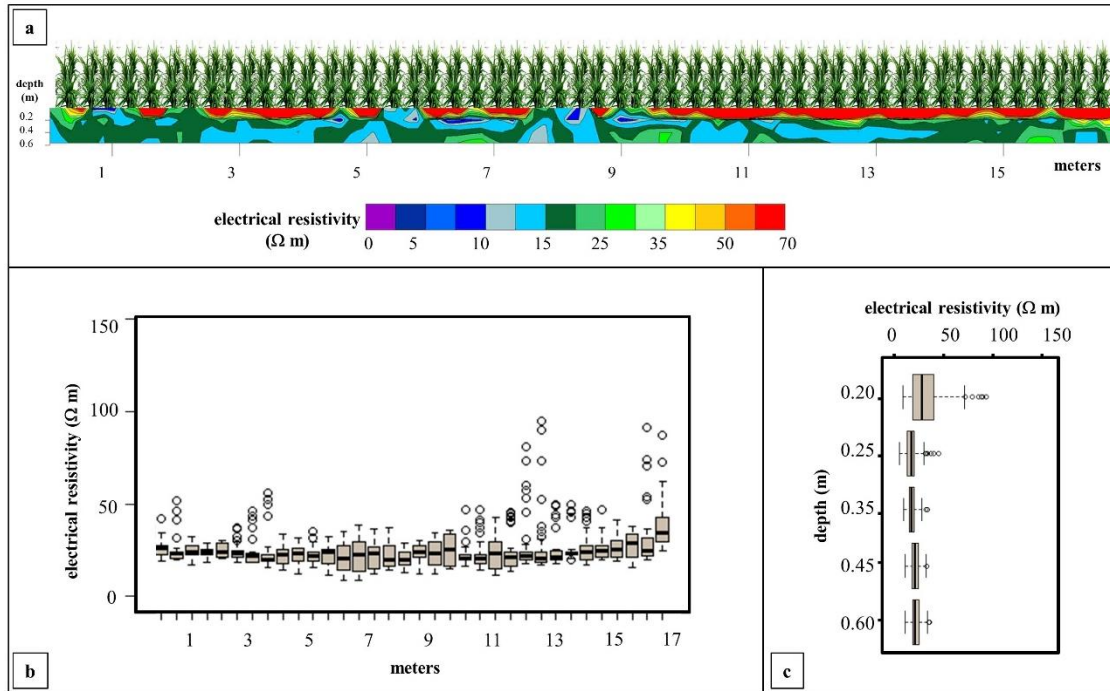 a
depth
(m)
0.2
0.4
0.6
1 3 5 7 9 11 13 15 meters
electrical resistivity
(Ω m)
0 5 10 15 25 35 50 70
b
electrical resistivity (Ω m)
150
100
50
0
1 3 5 7 9 11 13 15 17
meters
c
electrical resistivity (Ω m)
0 50 100 150
depth (m)
0.20
0.25
0.35
0.45
0.60